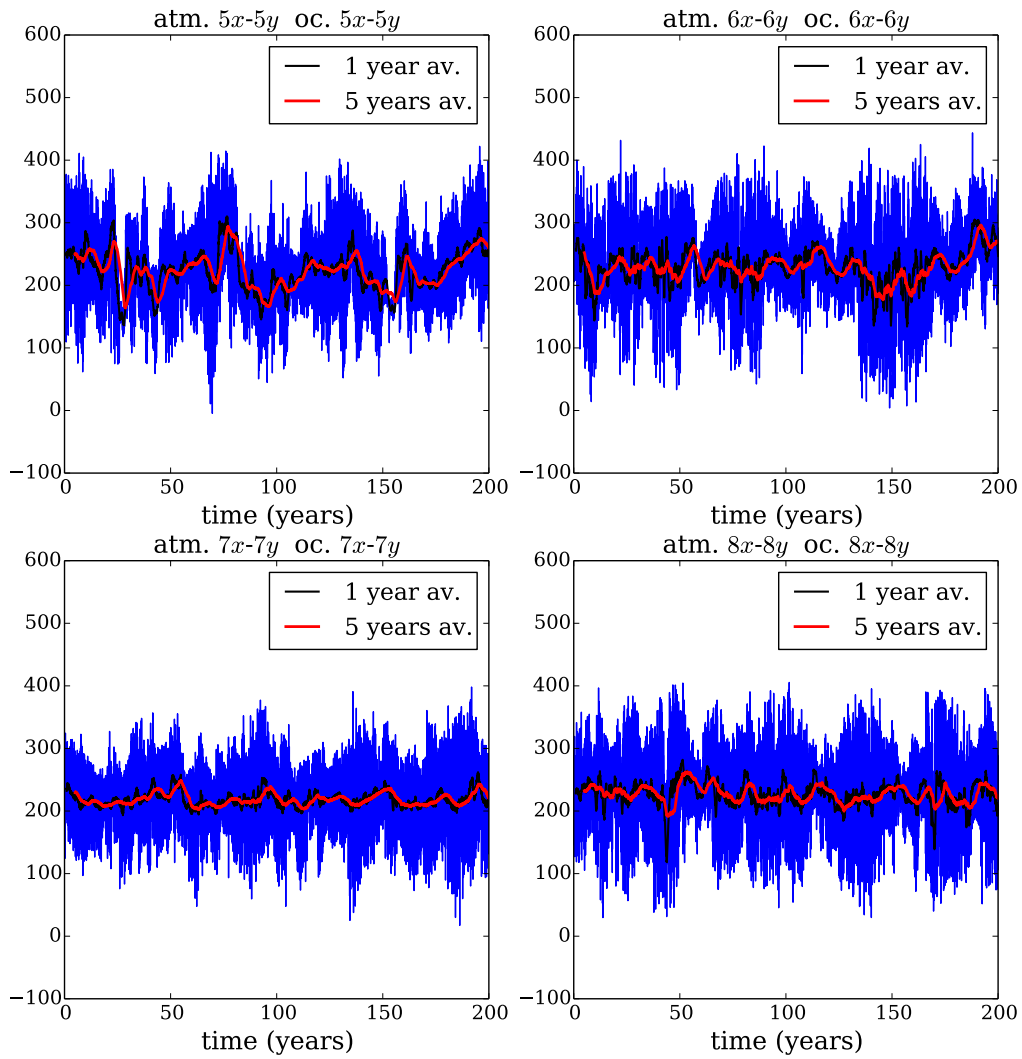 atm. 5x-5y oc. 5x-5y
600
500
400
300
200
100
0
−100
1 year av.
5 years av.
0 50 100 150 200
time (years)
atm. 6x-6y oc. 6x-6y
600
500
400
300
200
100
0
−100
1 year av.
5 years av.
0 50 100 150 200
time (years)
atm. 7x-7y oc. 7x-7y
600
500
400
300
200
100
0
−100
1 year av.
5 years av.
0 50 100 150 200
time (years)
atm. 8x-8y oc. 8x-8y
600
500
400
300
200
100
0
−100
1 year av.
5 years av.
0 50 100 150 200
time (years)